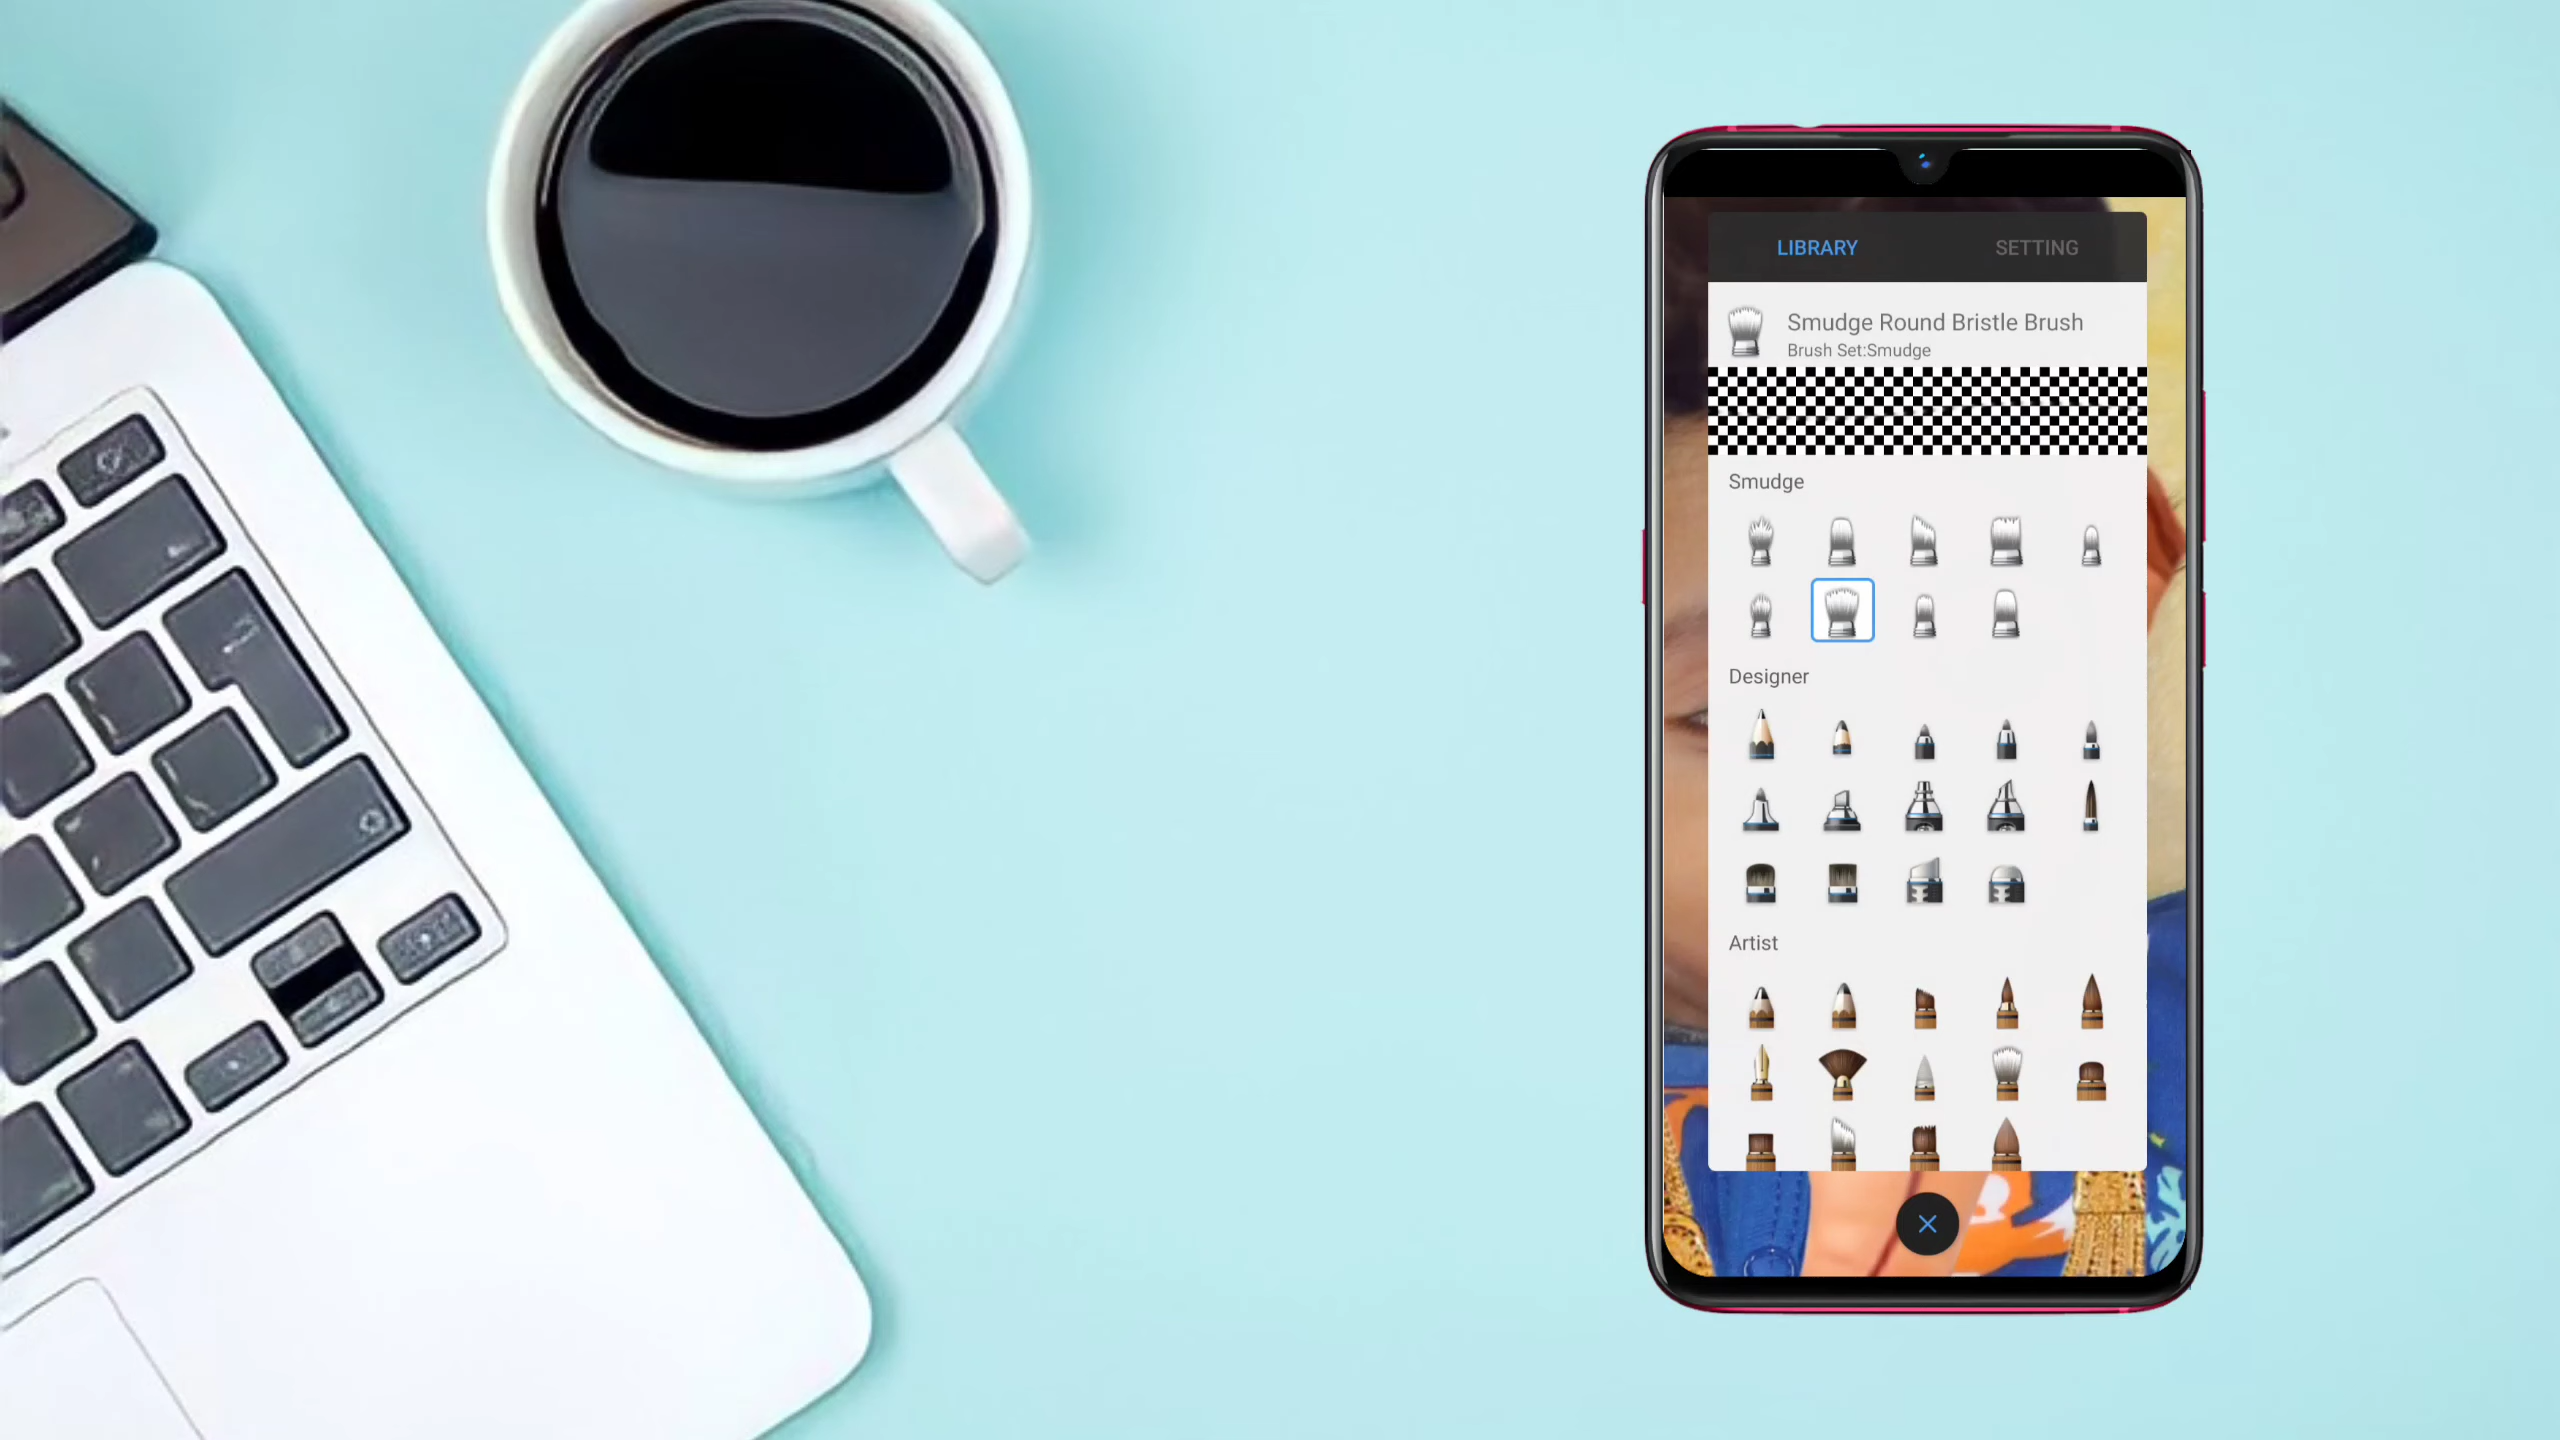 LIBRARY SETTING
Smudge Round Bristle Brush
Brush Set:Smudge
Smudge
Designer
Artist